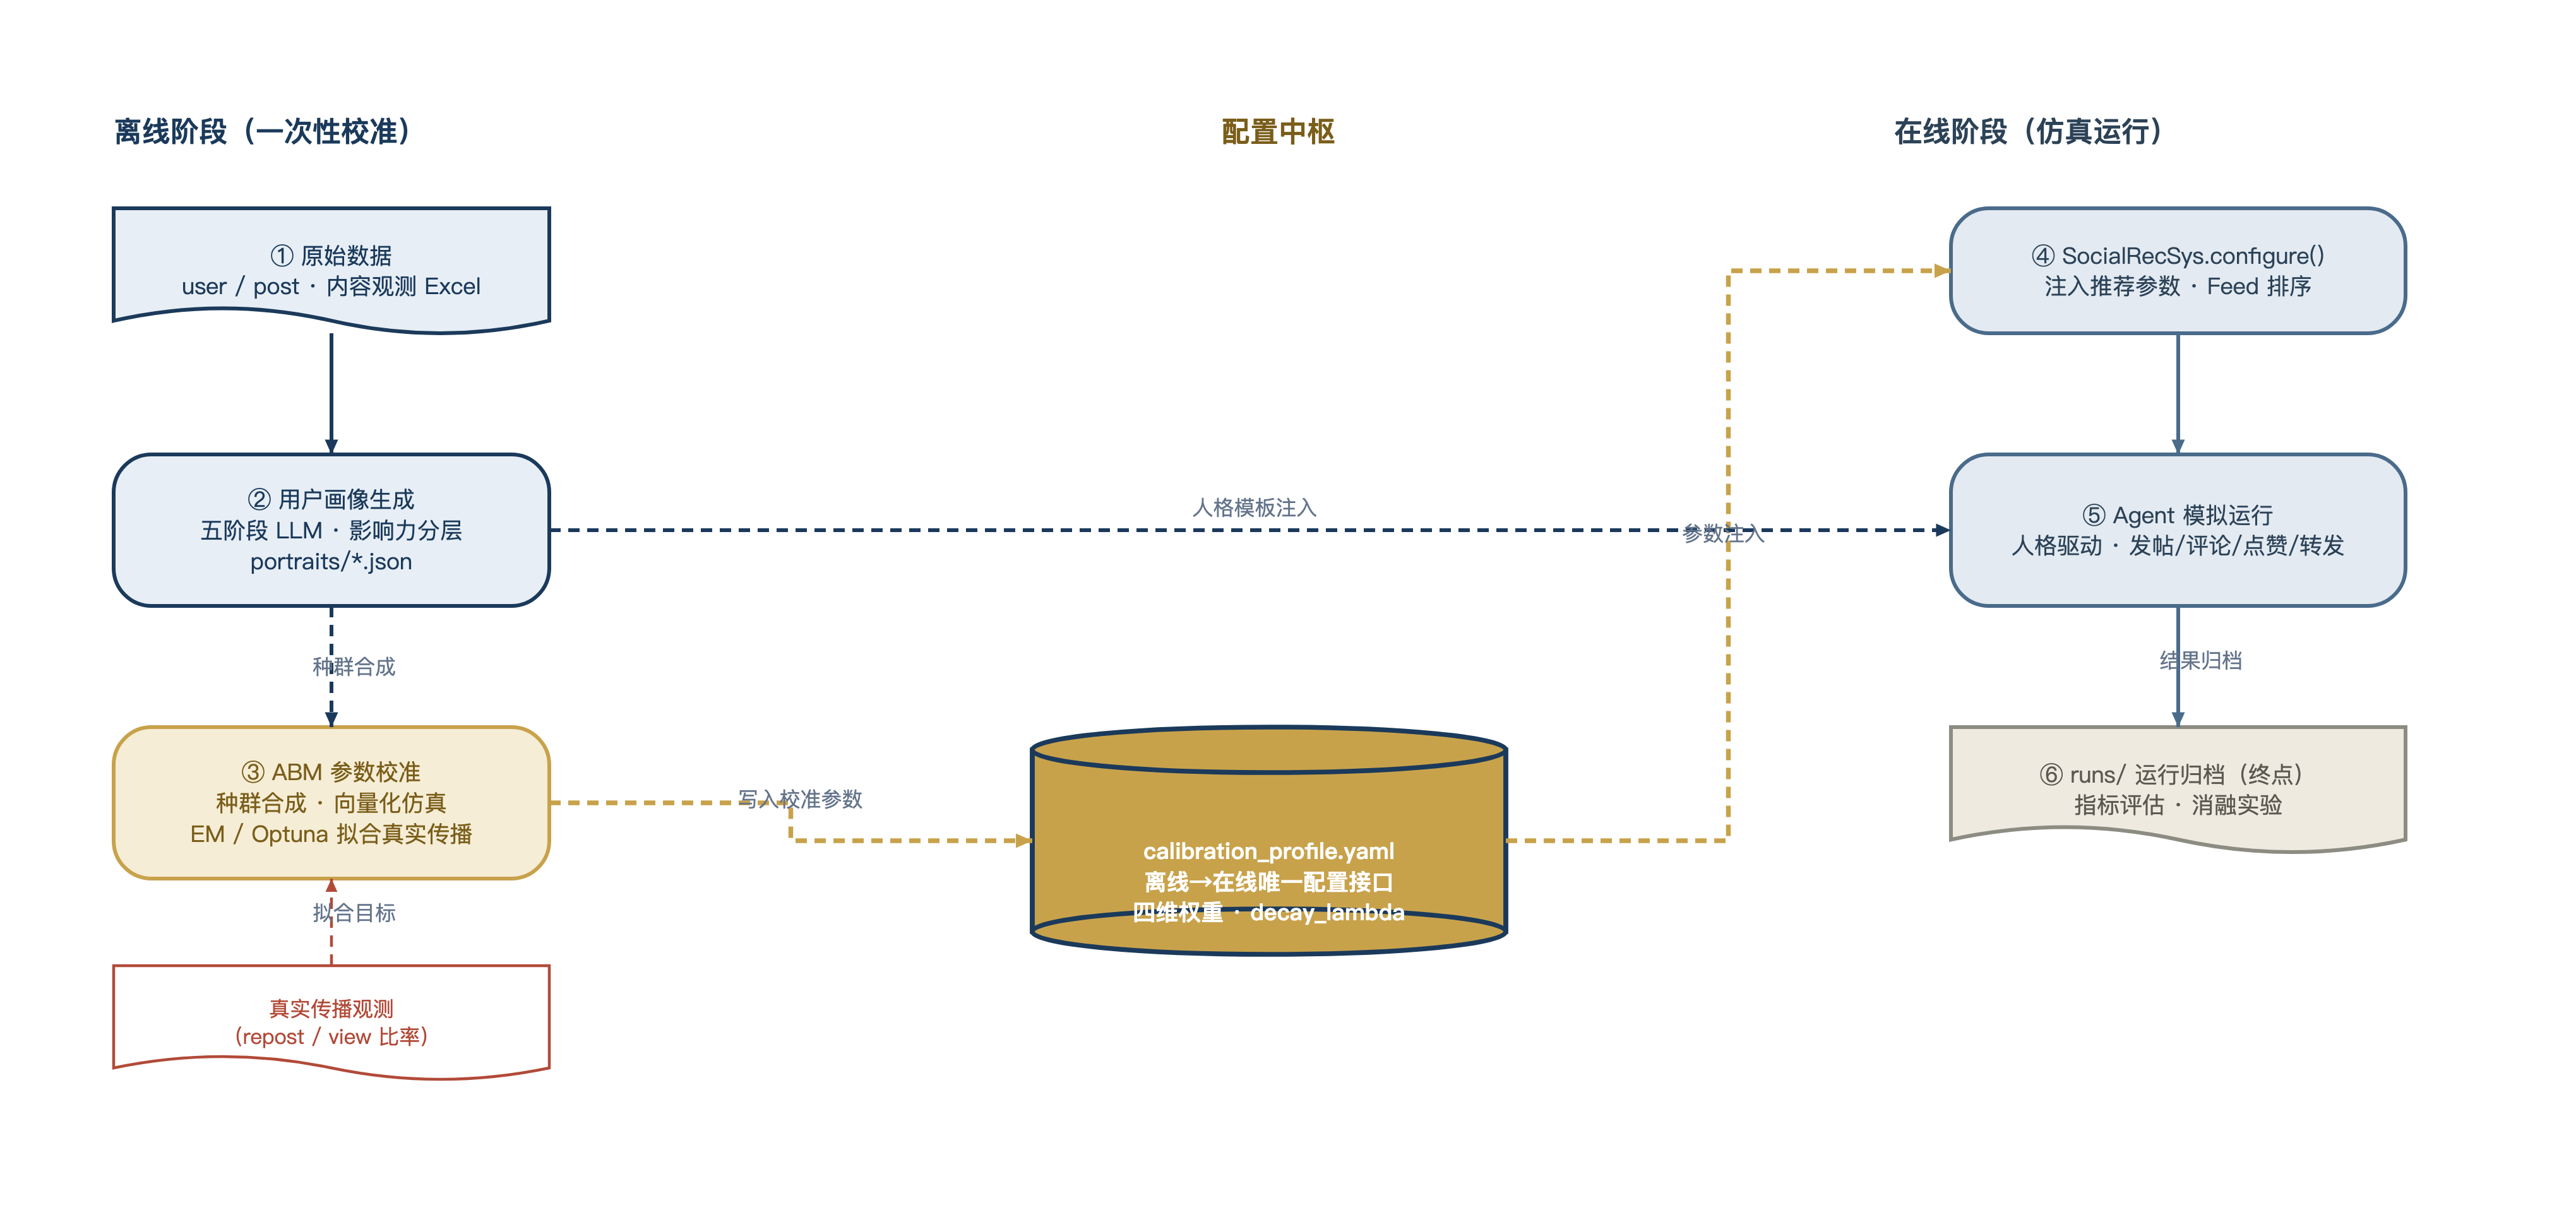 离线阶段（一次性校准）
配置中枢
在线阶段（仿真运行）
① 原始数据
user / post · 内容观测 Excel
④ SocialRecSys.configure()
注入推荐参数 · Feed 排序
② 用户画像生成
五阶段 LLM · 影响力分层
portraits/*.json
人格模板注入
参数注入
⑤ Agent 模拟运行
人格驱动 · 发帖/评论/点赞/转发
种群合成
结果归档
③ ABM 参数校准
种群合成 · 向量化仿真
EM / Optuna 拟合真实传播
写入校准参数
calibration_profile.yaml
离线→在线唯一配置接口
四维权重 · decay_lambda
⑥ runs/ 运行归档（终点）
指标评估 · 消融实验
拟合目标
真实传播观测
(repost / view 比率)